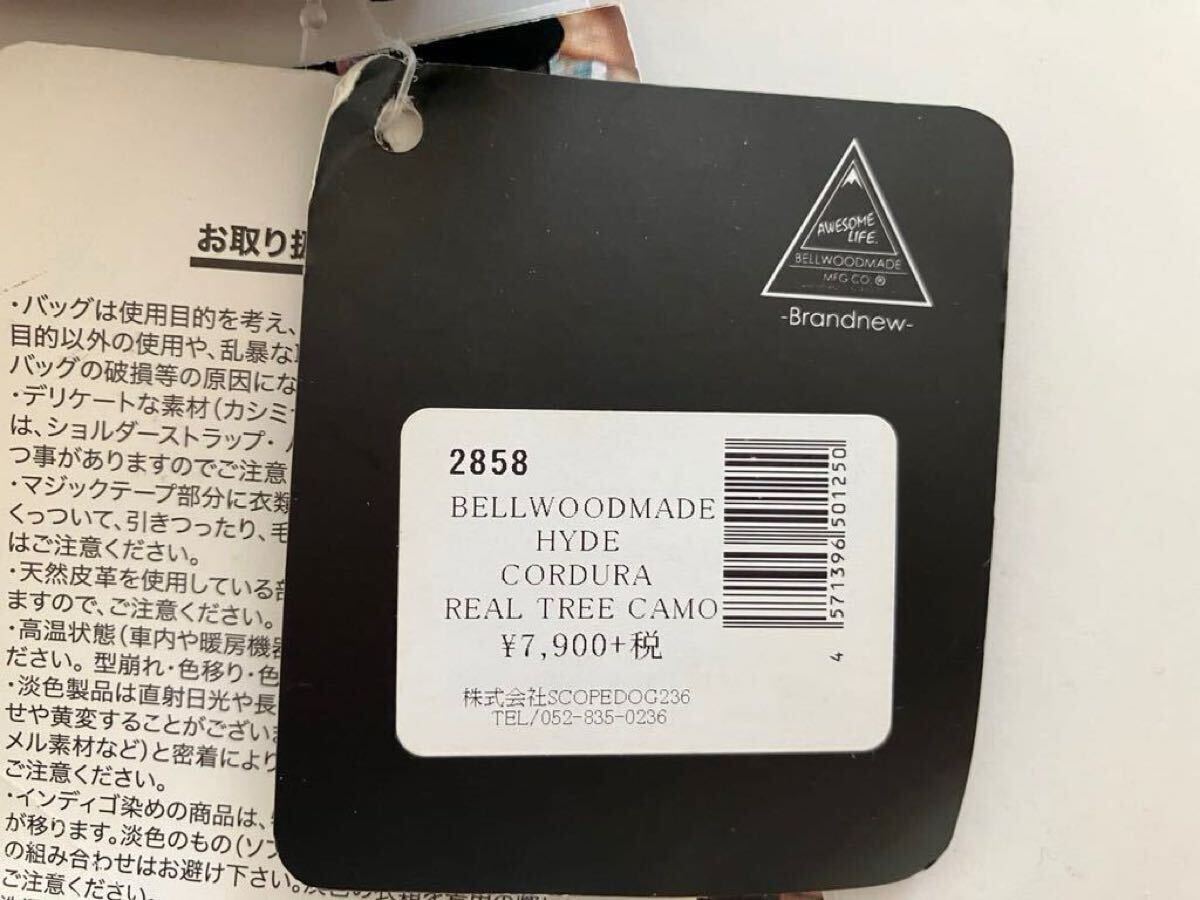 お取り扱
・バッグは使用目的を考え、
目的以外の使用や、乱暴な
バッグの破損等の原因にな
・デリケートな素材(カシミ
は、ショルダーストラップ・
つ事がありますのでご注意
・マジックテープ部分に衣類
くっついて、引きつったり、毛
はご注意ください。
・天然皮革を使用している部
ますので、ご注意ください。
・高温状態(車内や暖房機器
ださい。型崩れ・色移り・色
・淡色製品は直射日光や長
せや黄変することがございま
メル素材など)と密着により
ご注意ください。
・インディゴ染めの商品は、
が移ります。淡色のもの(ソフ
の組み合わせはお避け下さい。
ご注意ください。
AWESOME
LIFE.
BELLWOODMADE
MFG.CO.®
-Brandnew-
2858
BELLWOODMADE
HYDE
CORDURA
REAL TREE CAMO
¥7,900+税
株式会社SCOPEDOG236
TEL/052-835-0236
4 571396 501250